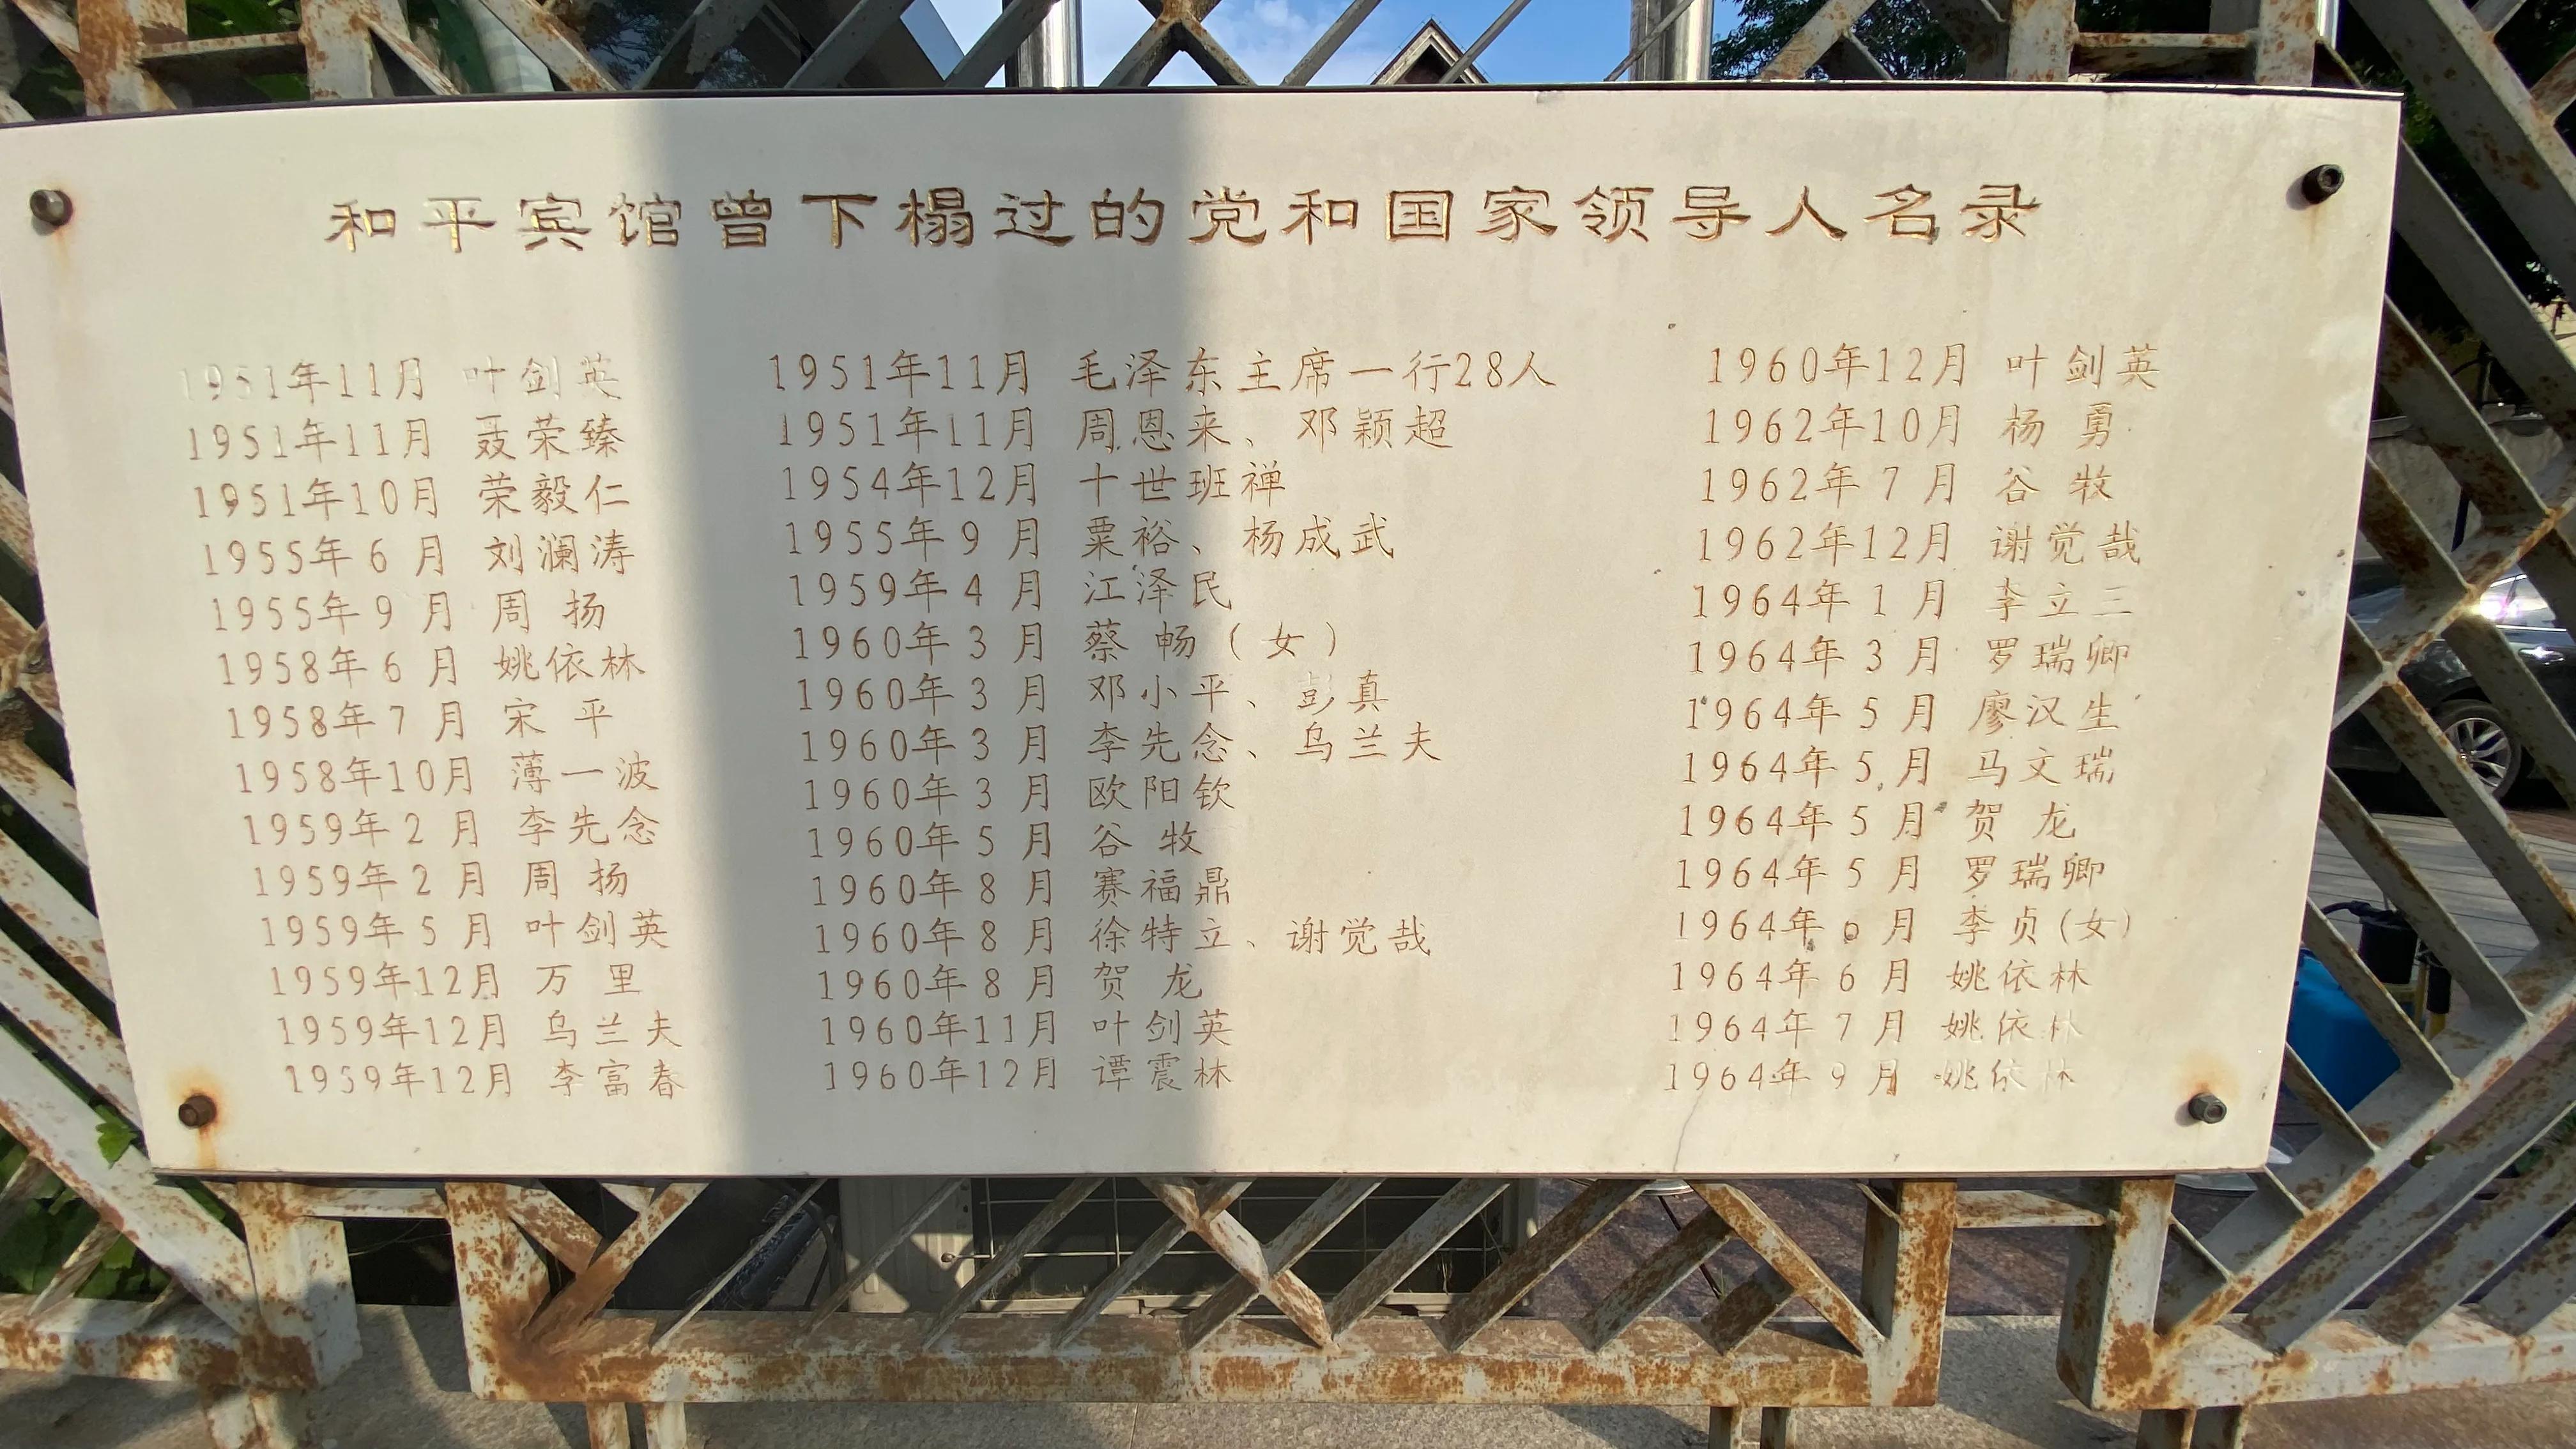 和平宾馆曾下榻过的党和国家领导人名录
1951年11月 叶剑英
1951年11月 聂荣臻
1951年10月 荣毅仁
1955年6月 刘澜涛
1955年9月 周扬
1958年6月 姚依林
1958年7月 宋平
1958年10月 薄一波
1959年2月 李先念
1959年2月 周扬
1959年5月 叶剑英
1959年12月 万里
1959年12月 乌兰夫
1959年12月 李富春
1951年11月 毛泽东主席一行28人
1951年11月 周恩来、邓颖超
1954年12月 十世班禅
1955年9月 粟裕、杨成武
1959年4月 江泽民
1960年3月 蔡畅(女)
1960年3月 邓小平、彭真
1960年3月 李先念、乌兰夫
1960年3月 欧阳钦
1960年5月 谷牧
1960年8月 赛福鼎
1960年8月 徐特立、谢觉哉
1960年8月 贺龙
1960年11月 叶剑英
1960年12月 谭震林
1960年12月 叶剑英
1962年10月 杨勇
1962年7月 谷牧
1962年12月 谢觉哉
1964年1月 李立三
1964年3月 罗瑞卿
1964年5月 廖汉生
1964年5月 马文瑞
1964年5月 贺龙
1964年5月 罗瑞卿
1964年 月 李贞(女)
1964年6月 姚依林
1964年7月 姚依林
1964年9月 姚依林